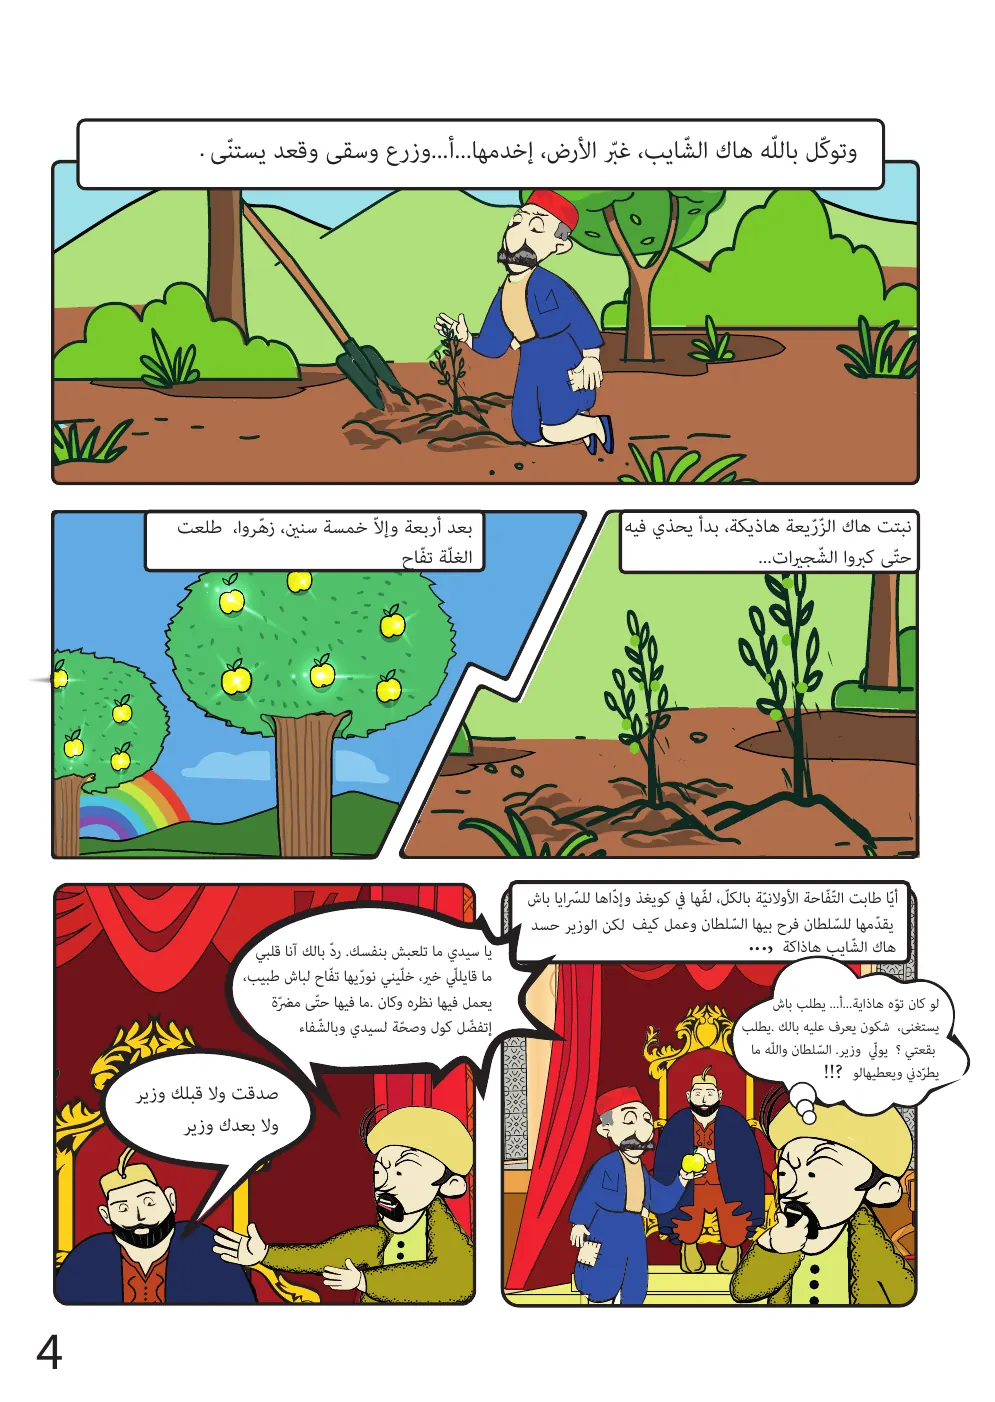 وتوكّل باللّه هاك الشّايب، غبّر الأرض، إخدمها...أ...وزرع وسقى وقعد يستنّى .
نبتت هاك الزّرّيعة هاذيكة، بدأ يحذي فيه
حتّى كبروا الشّجيرات...
بعد أربعة وإلاّ خمسة سنين، زهّروا، طلعت
الغلّة تفّاح
أيّا طابت التّفّاحة الأولانيّة بالكلّ، لفّها في كويغذ وإدّاها للسّرايا باش
يقدّمها للسّلطان فرح بيها السّلطان وعمل كيف لكن الوزير حسد
هاك الشّايب هاذاكة و...
لو كان توّه هاذاية...أ... يطلب باش
يستغنى، شكون يعرف عليه بالك .يطلب
بقعتي ؟ يولّي وزير. السّلطان واللّه ما
يطرّدني ويعطيهالو ?!!
يا سيدي ما تلعبش بنفسك. ردّ بالك آنا قلبي
ما قايللّي خير، خلّيني نورّيها تفّاح لباش طبيب،
يعمل فيها نظره وكان .ما فيها حتّى مضرّة
إتفضّل كول وصحّة لسيدي وبالشّفاء
صدقت ولا قبلك وزير
ولا بعدك وزير
4